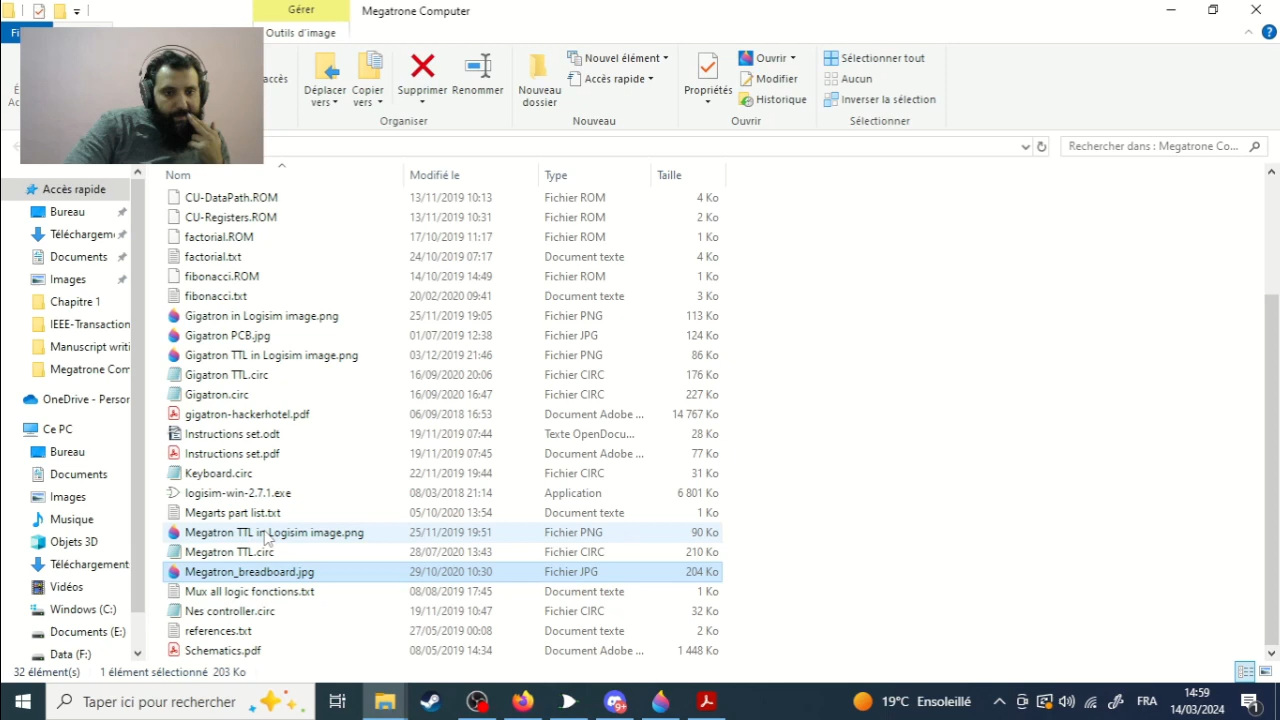 Gérer
Megatrone Computer
Fi
Outils d'image
accès
Ac
Déplacer vers
Copier vers
Supprimer
Renommer
Organiser
Nouveau dossier
Nouvel élément
Accès rapide
Nouveau
Propriétés
Ouvrir
Modifier
Historique
Ouvrir
Sélectionner tout
Aucun
Inverser la sélection
Sélectionner
Rechercher dans : Megatrone Co...
Nom Modifié le Type Taille
Accès rapide
Bureau
Téléchargem
Documents
Images
Chapitre 1
IEEE-Transaction
Manuscript writi
Megatrone Com
OneDrive - Person
Ce PC
Bureau
Documents
Images
Musique
Objets 3D
Téléchargement
Vidéos
Windows (C:)
Documents (E:)
Data (F:)
CU-DataPath.ROM 13/11/2019 10:13 Fichier ROM 4 Ko
CU-Registers.ROM 13/11/2019 10:31 Fichier ROM 2 Ko
factorial.ROM 17/10/2019 11:17 Fichier ROM 1 Ko
factorial.txt 24/10/2019 07:17 Document texte 4 Ko
fibonacci.ROM 14/10/2019 14:49 Fichier ROM 1 Ko
fibonacci.txt 20/02/2020 09:41 Document texte 3 Ko
Gigatron in Logisim image.png 25/11/2019 19:05 Fichier PNG 113 Ko
Gigatron PCB.jpg 01/07/2019 12:38 Fichier JPG 124 Ko
Gigatron TTL in Logisim image.png 03/12/2019 21:46 Fichier PNG 86 Ko
Gigatron TTL.circ 16/09/2020 20:06 Fichier CIRC 176 Ko
Gigatron.circ 16/09/2020 16:47 Fichier CIRC 227 Ko
gigatron-hackerhotel.pdf 06/09/2018 16:53 Document Adobe ... 14 767 Ko
Instructions set.odt 19/11/2019 07:44 Texte OpenDocu... 28 Ko
Instructions set.pdf 19/11/2019 07:45 Document Adobe ... 77 Ko
Keyboard.circ 22/11/2019 19:44 Fichier CIRC 31 Ko
logisim-win-2.7.1.exe 08/03/2018 21:14 Application 6 801 Ko
Megarts part list.txt 05/10/2020 13:54 Document texte 1 Ko
Megatron TTL in Logisim image.png 25/11/2019 19:51 Fichier PNG 90 Ko
Megatron TTL.circ 28/07/2020 13:43 Fichier CIRC 210 Ko
Megatron_breadboard.jpg 29/10/2020 10:30 Fichier JPG 204 Ko
Mux all logic fonctions.txt 08/08/2019 17:45 Document texte 1 Ko
Nes controller.circ 19/11/2019 10:47 Fichier CIRC 32 Ko
references.txt 27/05/2019 00:08 Document texte 2 Ko
Schematics.pdf 08/05/2019 14:34 Document Adobe ... 1 448 Ko
32 élément(s) 1 élément sélectionné 203 Ko
Taper ici pour rechercher
9+
19°C Ensoleillé
FRA
14:59
14/03/2024
1